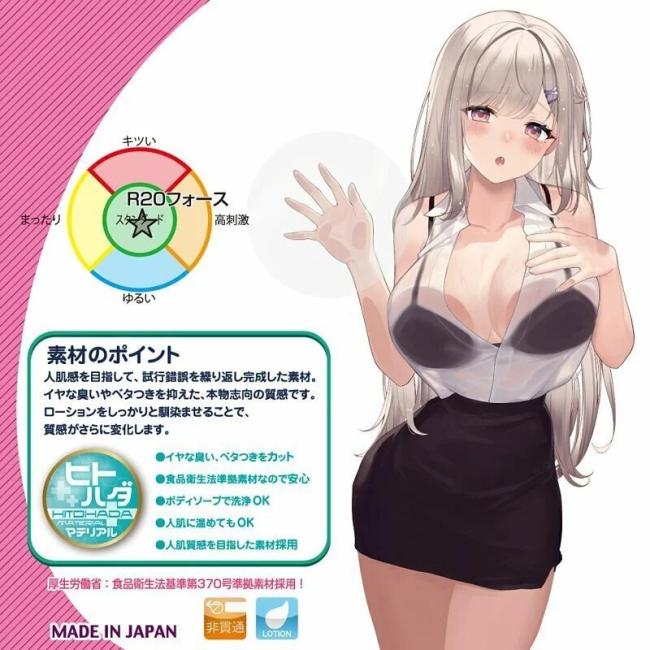 キツい
R20フォース
まったり
スタンダード
高刺激
ゆるい
素材のポイント
人肌感を目指して、試行錯誤を繰り返し完成した素材。
イヤな臭いやベタつきを抑えた、本物志向の質感です。
ローションをしっかりと馴染ませることで、
質感がさらに変化します。
ヒト
ハダ
HITOHADA
MATERIAL
マテリアル
●イヤな臭い、ベタつきをカット
●食品衛生法準拠素材なので安心
●ボディソープで洗浄OK
●人肌に温めてもOK
●人肌質感を目指した素材採用
厚生労働省：食品衛生法基準第370号準拠素材採用！
MADE IN JAPAN
非貫通
LOTION